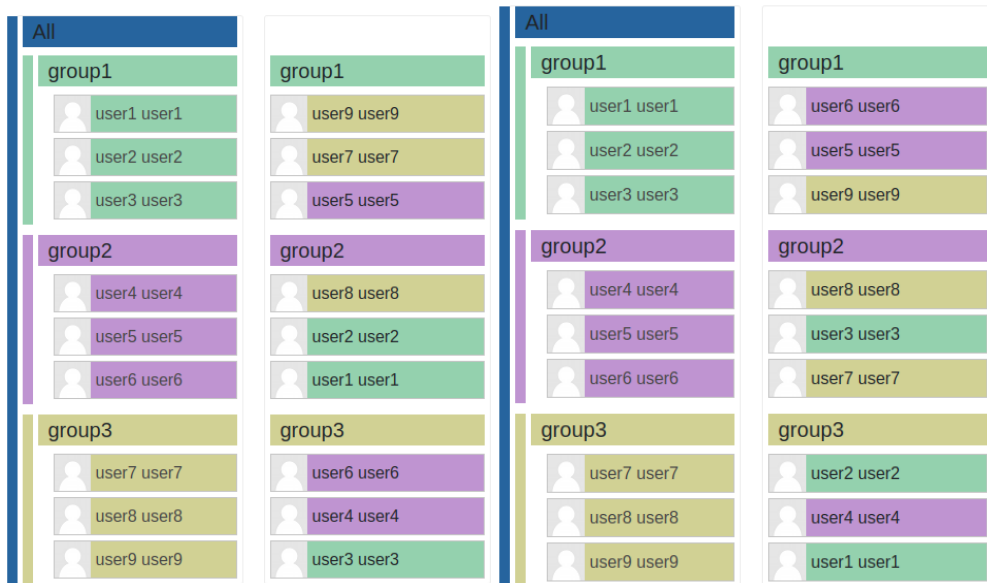 All
group1
user1 user1
user2 user2
user3 user3
group2
user4 user4
user5 user5
user6 user6
group3
user7 user7
user8 user8
user9 user9
group1
user9 user9
user7 user7
user5 user5
group2
user8 user8
user2 user2
user1 user1
group3
user6 user6
user4 user4
user3 user3
All
group1
user1 user1
user2 user2
user3 user3
group2
user4 user4
user5 user5
user6 user6
group3
user7 user7
user8 user8
user9 user9
group1
user6 user6
user5 user5
user9 user9
group2
user8 user8
user3 user3
user7 user7
group3
user2 user2
user4 user4
user1 user1